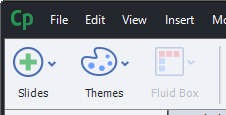 Cp File Edit View Insert
Slides Themes Fluid Box